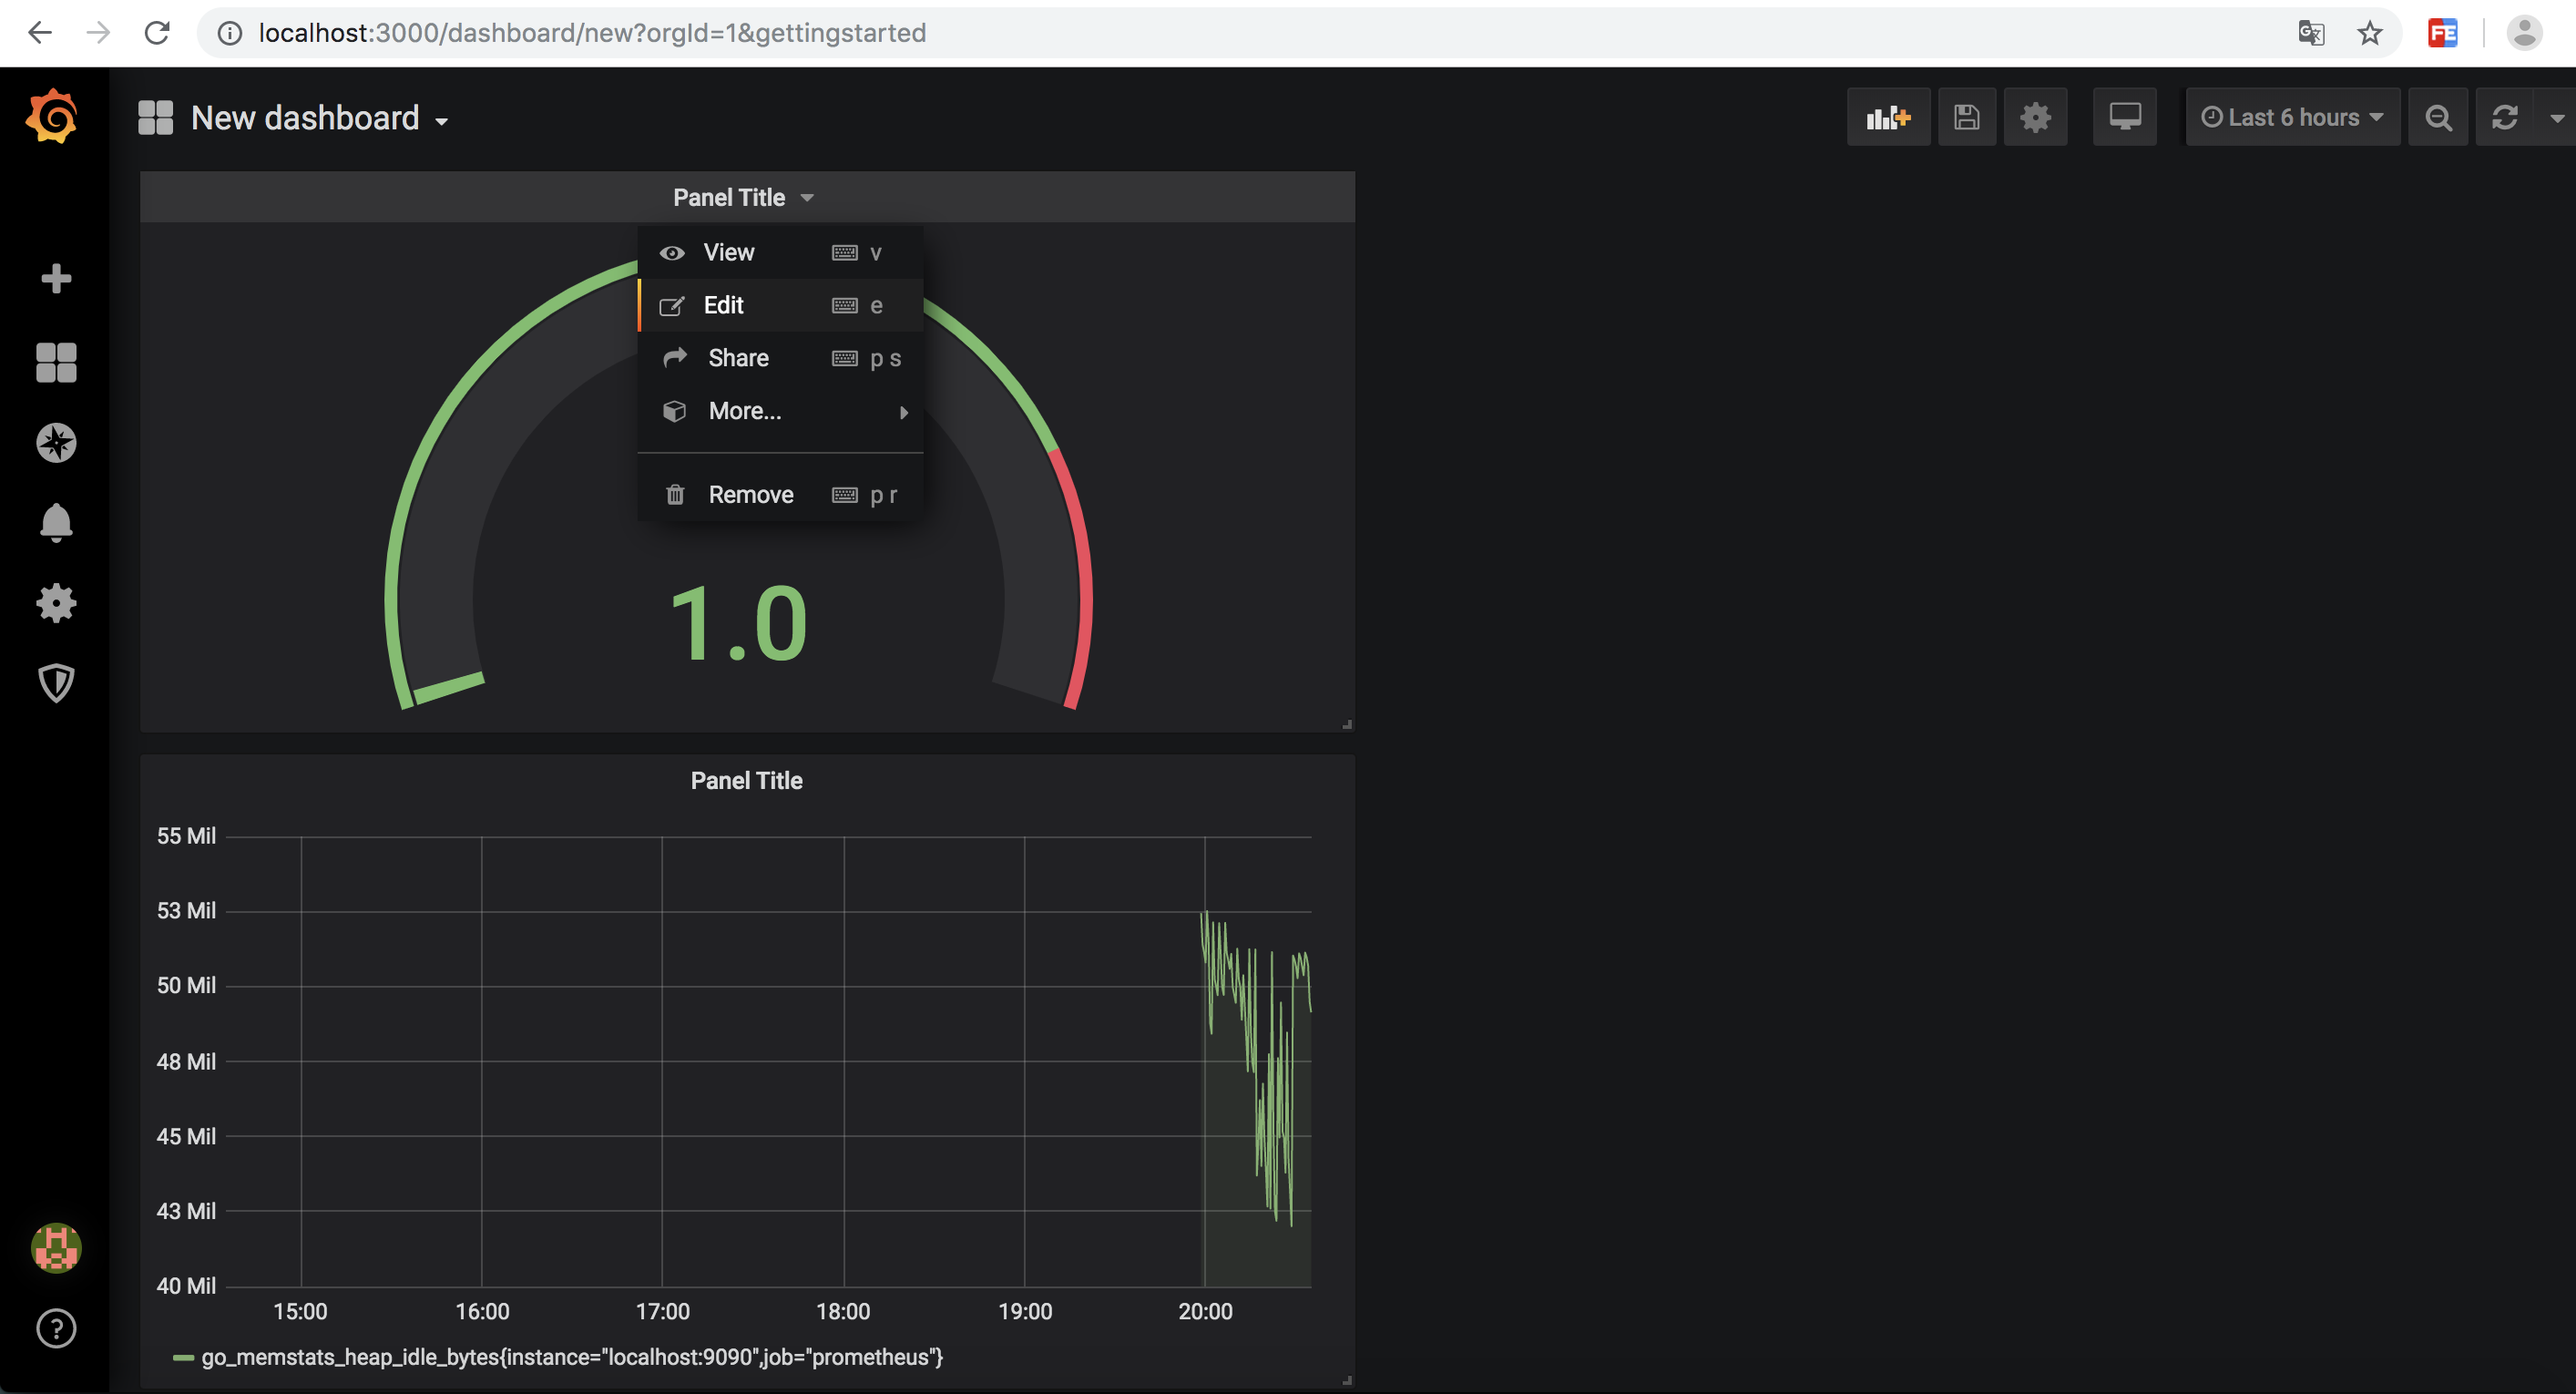 localhost:3000/dashboard/new?orgId=1&gettingstarted
FE
New dashboard
Last 6 hours
Panel Title
View v
Edit e
Share p s
More...
Remove p r
1.0
Panel Title
55 Mil
53 Mil
50 Mil
48 Mil
45 Mil
43 Mil
40 Mil
15:00 16:00 17:00 18:00 19:00 20:00
go_memstats_heap_idle_bytes{instance="localhost:9090",job="prometheus"}